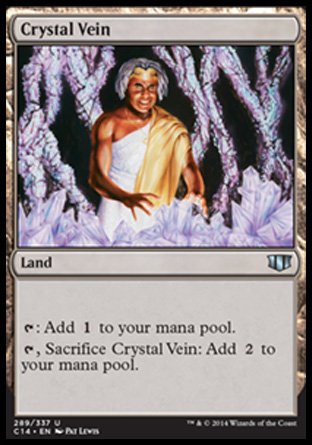 Crystal Vein
Land
: Add 1 to your mana pool.
, Sacrifice Crystal Vein: Add 2 to
your mana pool.
289/337 U
C14 • EN Pat Lewis
™ & © 2014 Wizards of the Coast